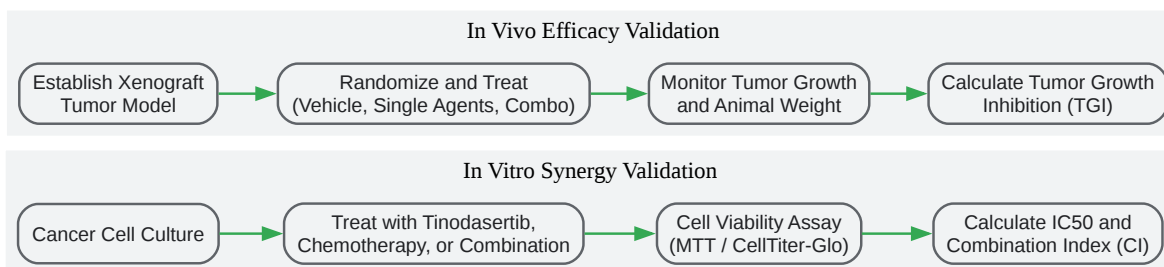 In Vivo Efficacy Validation
Establish Xenograft
Tumor Model
Randomize and Treat
(Vehicle, Single Agents, Combo)
Monitor Tumor Growth
and Animal Weight
Calculate Tumor Growth
Inhibition (TGI)
In Vitro Synergy Validation
Cancer Cell Culture
Treat with Tinodasertib,
Chemotherapy, or Combination
Cell Viability Assay
(MTT / CellTiter-Glo)
Calculate IC50 and
Combination Index (CI)